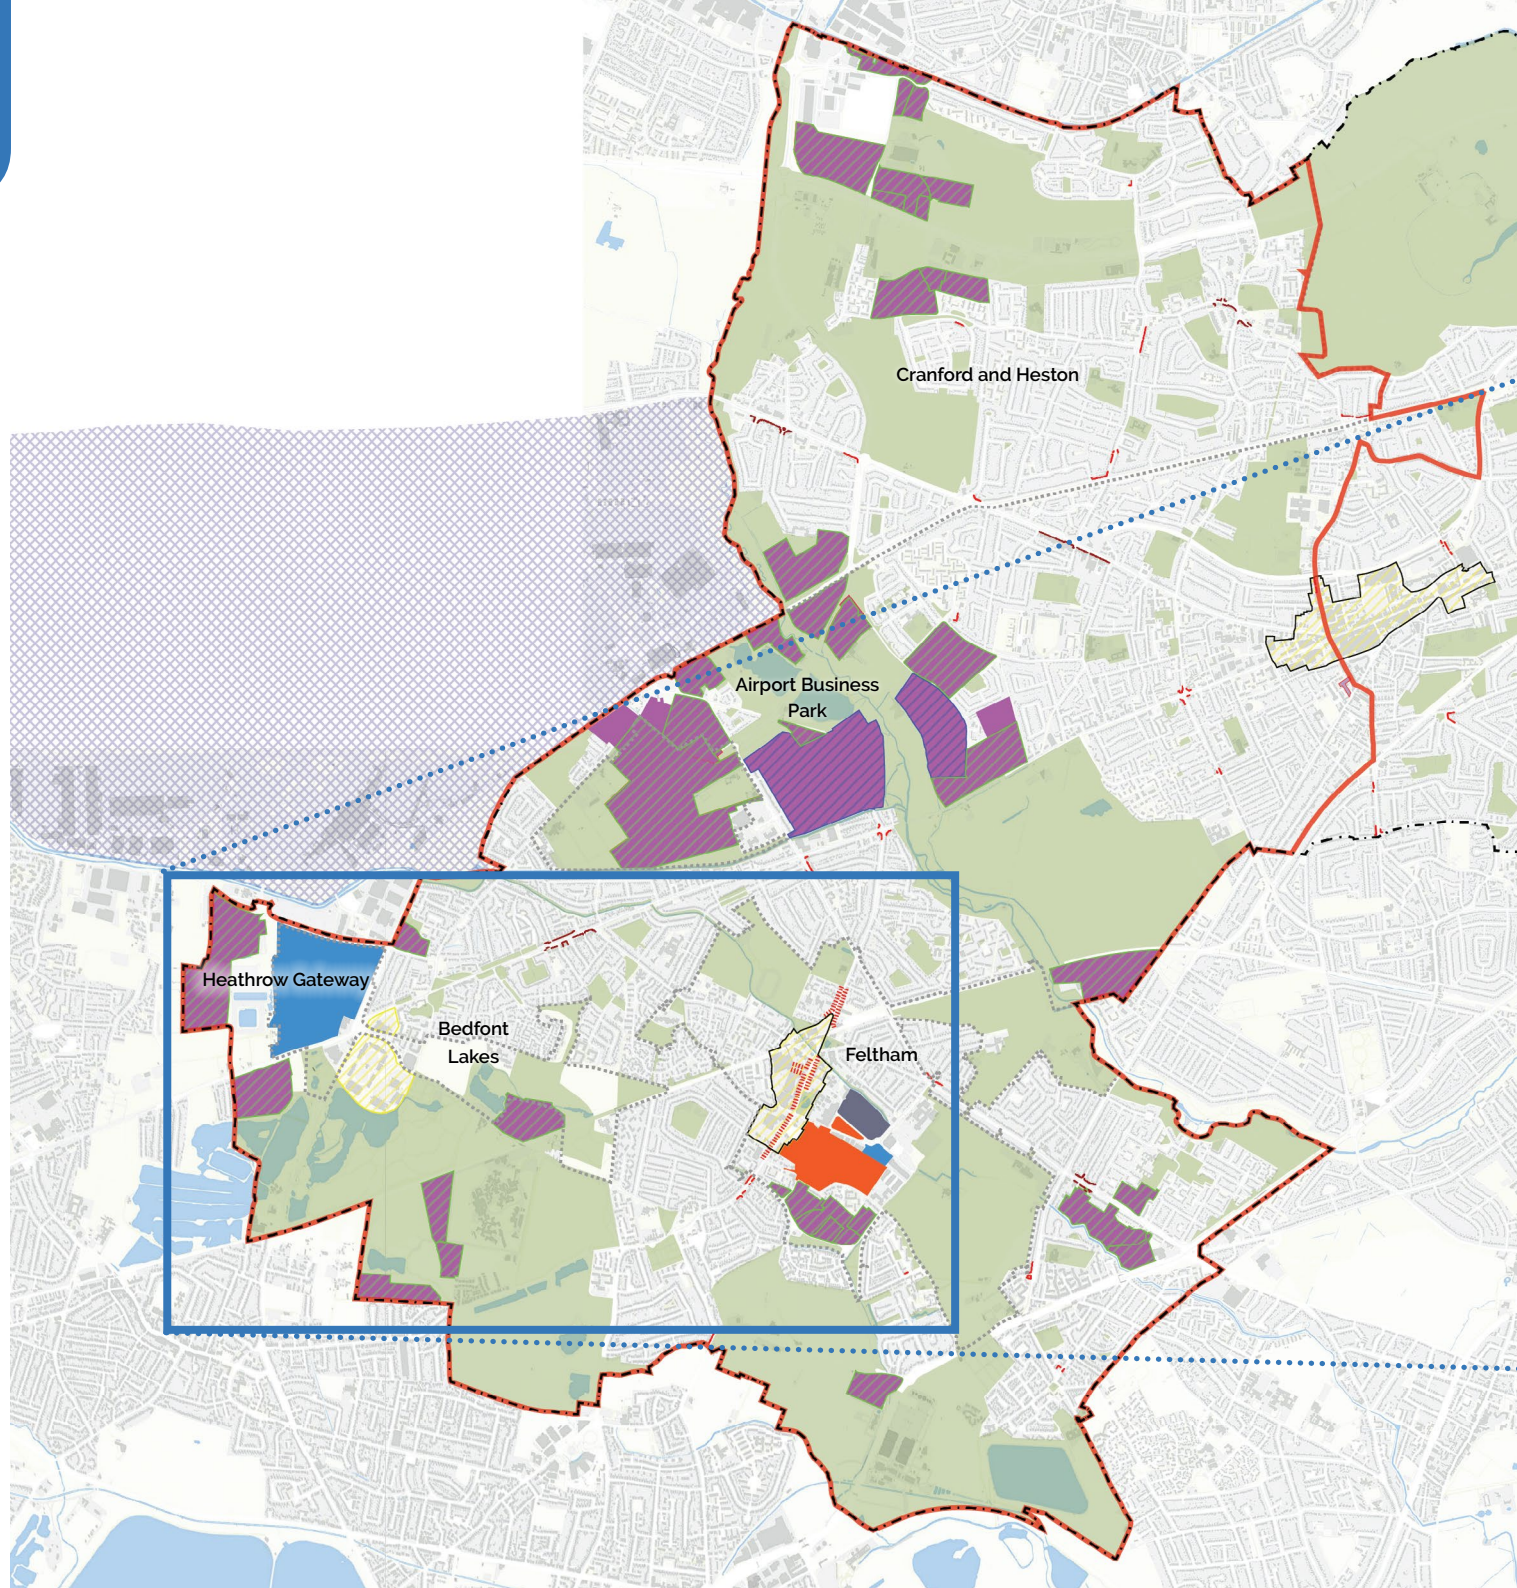 Cranford and Heston
Airport Business
Park
Heathrow Gateway
Bedfont
Lakes
Feltham